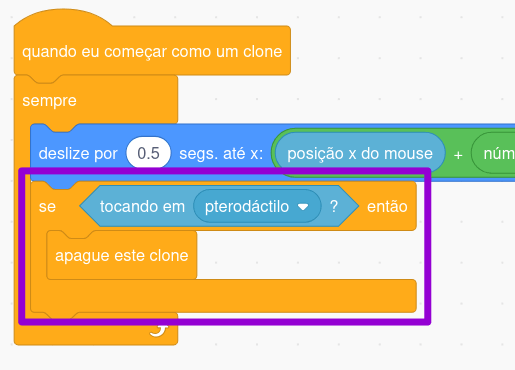 quando eu começar como um clone
sempre
deslize por 0.5 segs. até x: posição x do mouse +
se tocando em pterodáctilo ? então
apague este clone